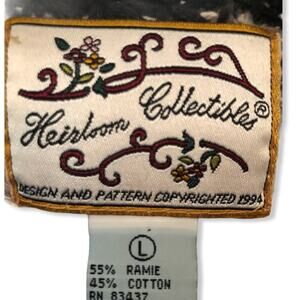 Heirloom Collectibles®
DESIGN AND PATTERN COPYRIGHTED 1994
L
55% RAMIE
45% COTTON
RN 83437